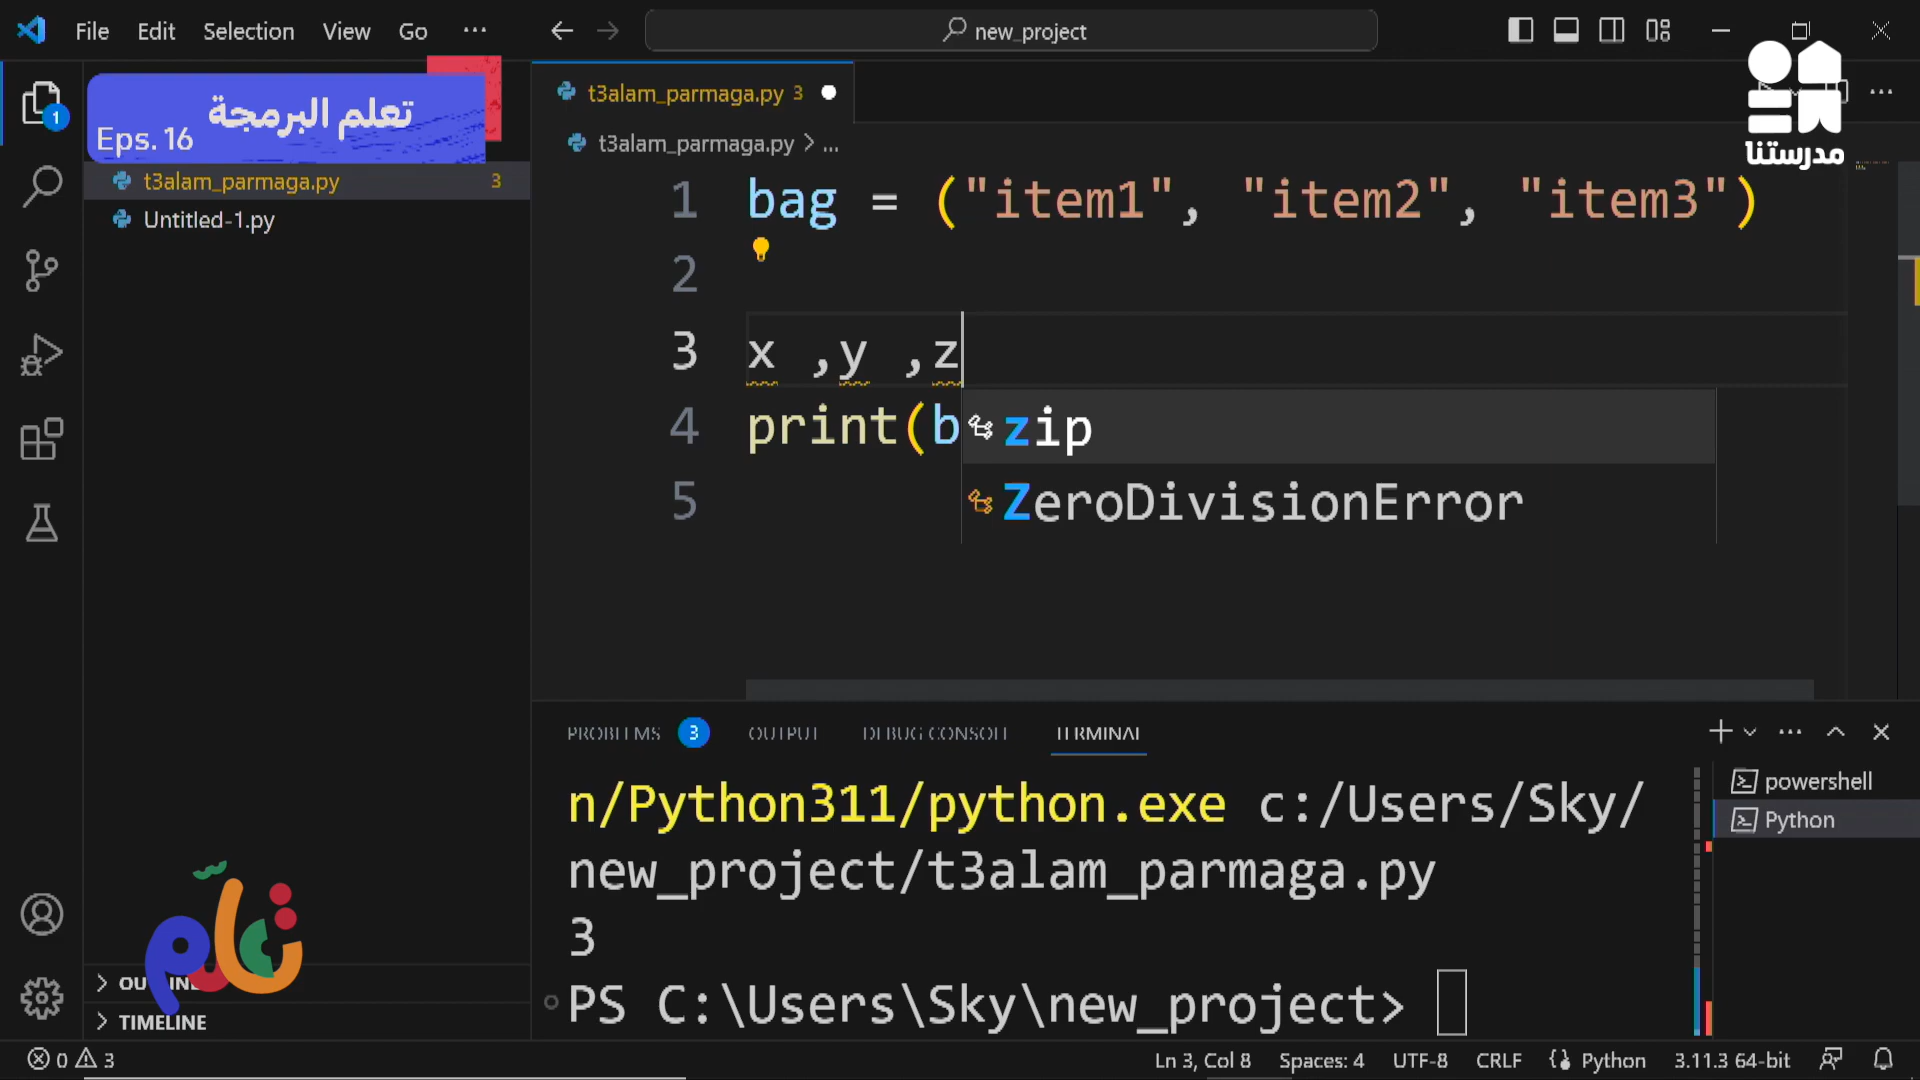 File Edit Selection View Go ...
new_project
تعلم البرمجة
Eps. 16
t3alam_parmaga.py 3
Untitled-1.py
t3alam_parmaga.py 3
t3alam_parmaga.py > ...
مدرستنا
1 bag = ("item1", "item2", "item3")
2
3 x ,y ,z
4 print(b
5
zip
ZeroDivisionError
PROBLEMS 3 OUTPUT DEBUG CONSOLE TERMINAL
n/Python311/python.exe c:/Users/Sky/
new_project/t3alam_parmaga.py
3
PS C:\Users\Sky\new_project>
powershell
Python
OUTLINE
TIMELINE
0 3
Ln 3, Col 8 Spaces: 4 UTF-8 CRLF Python 3.11.3 64-bit